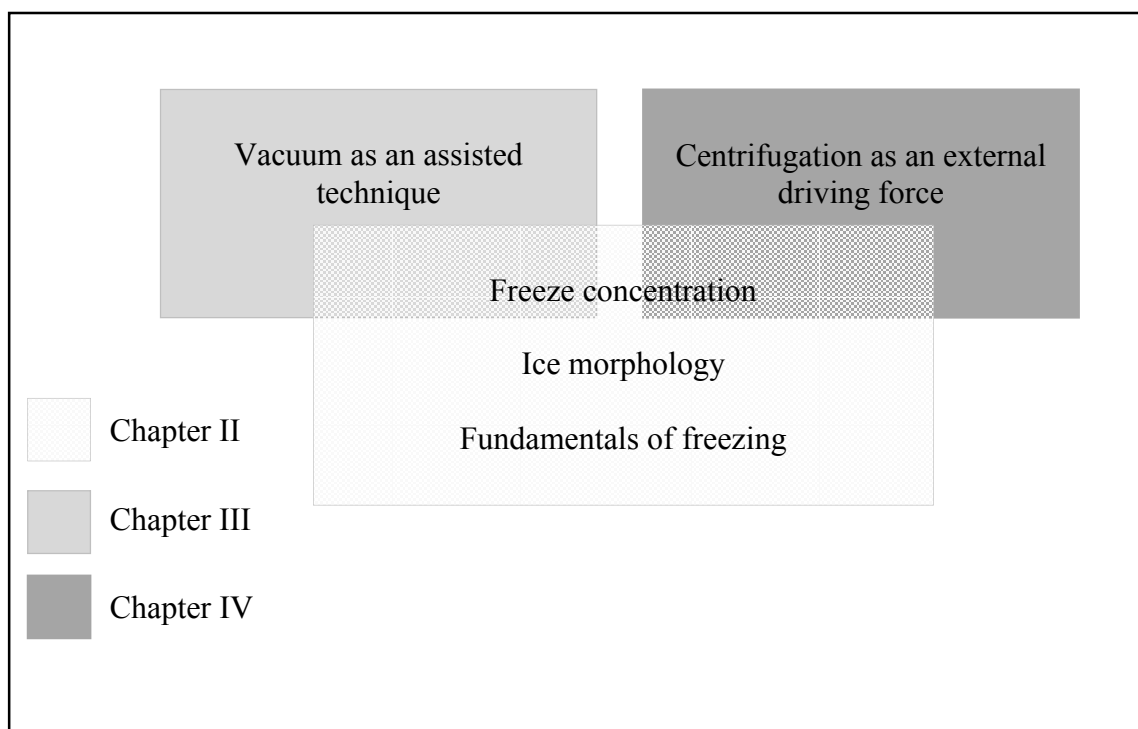 Vacuum as an assisted
technique
Centrifugation as an external
driving force
Freeze concentration
Ice morphology
Fundamentals of freezing
Chapter II
Chapter III
Chapter IV